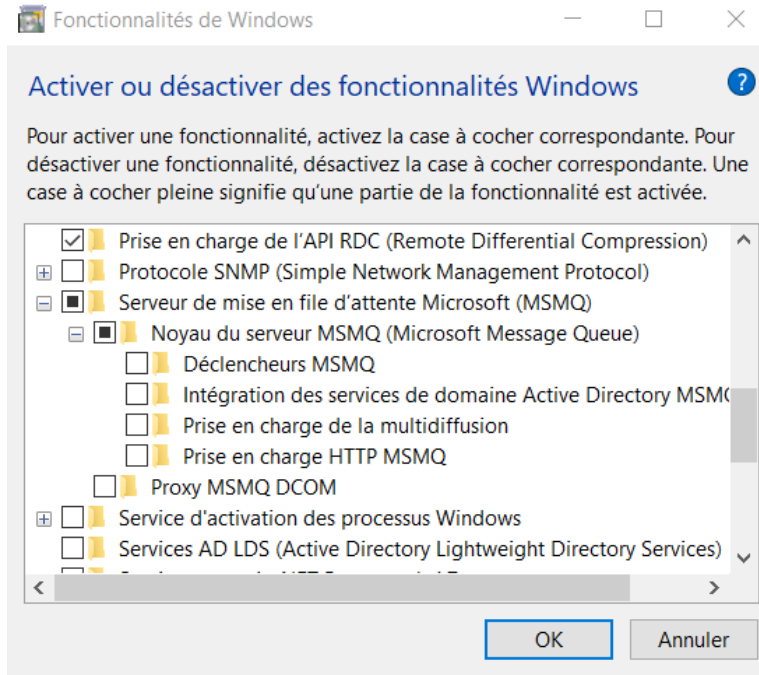 Fonctionnalités de Windows
Activer ou désactiver des fonctionnalités Windows
Pour activer une fonctionnalité, activez la case à cocher correspondante. Pour
désactiver une fonctionnalité, désactivez la case à cocher correspondante. Une
case à cocher pleine signifie qu'une partie de la fonctionnalité est activée.
Prise en charge de l'API RDC (Remote Differential Compression)
Protocole SNMP (Simple Network Management Protocol)
Serveur de mise en file d'attente Microsoft (MSMQ)
Noyau du serveur MSMQ (Microsoft Message Queue)
Déclencheurs MSMQ
Intégration des services de domaine Active Directory
Prise en charge de la multidiffusion
Prise en charge HTTP MSMQ
Proxy MSMQ DCOM
Service d'activation des processus Windows
Services AD LDS (Active Directory Lightweight Directory Services)
OK
Annuler